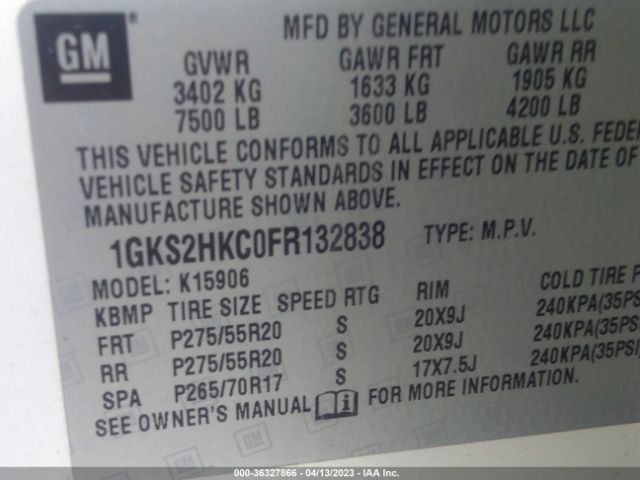 GM ®
MFD BY GENERAL MOTORS LLC
GVWR GAWR FRT GAWR RR
3402 KG 1633 KG 1905 KG
7500 LB 3600 LB 4200 LB
THIS VEHICLE CONFORMS TO ALL APPLICABLE U.S. FEDE
VEHICLE SAFETY STANDARDS IN EFFECT ON THE DATE OF
MANUFACTURE SHOWN ABOVE.
1GKS2HKC0FR132838 TYPE: M.P.V.
MODEL: K15906 COLD TIRE P
KBMP TIRE SIZE SPEED RTG RIM 240KPA(35PS
FRT P275/55R20 S 20X9J 240KPA(35PS
RR P275/55R20 S 20X9J 240KPA(35PSI)
SPA P265/70R17 S 17X7.5J
SEE OWNER'S MANUAL i FOR MORE INFORMATION.
000-36327866 - 04/13/2023 - IAA Inc.